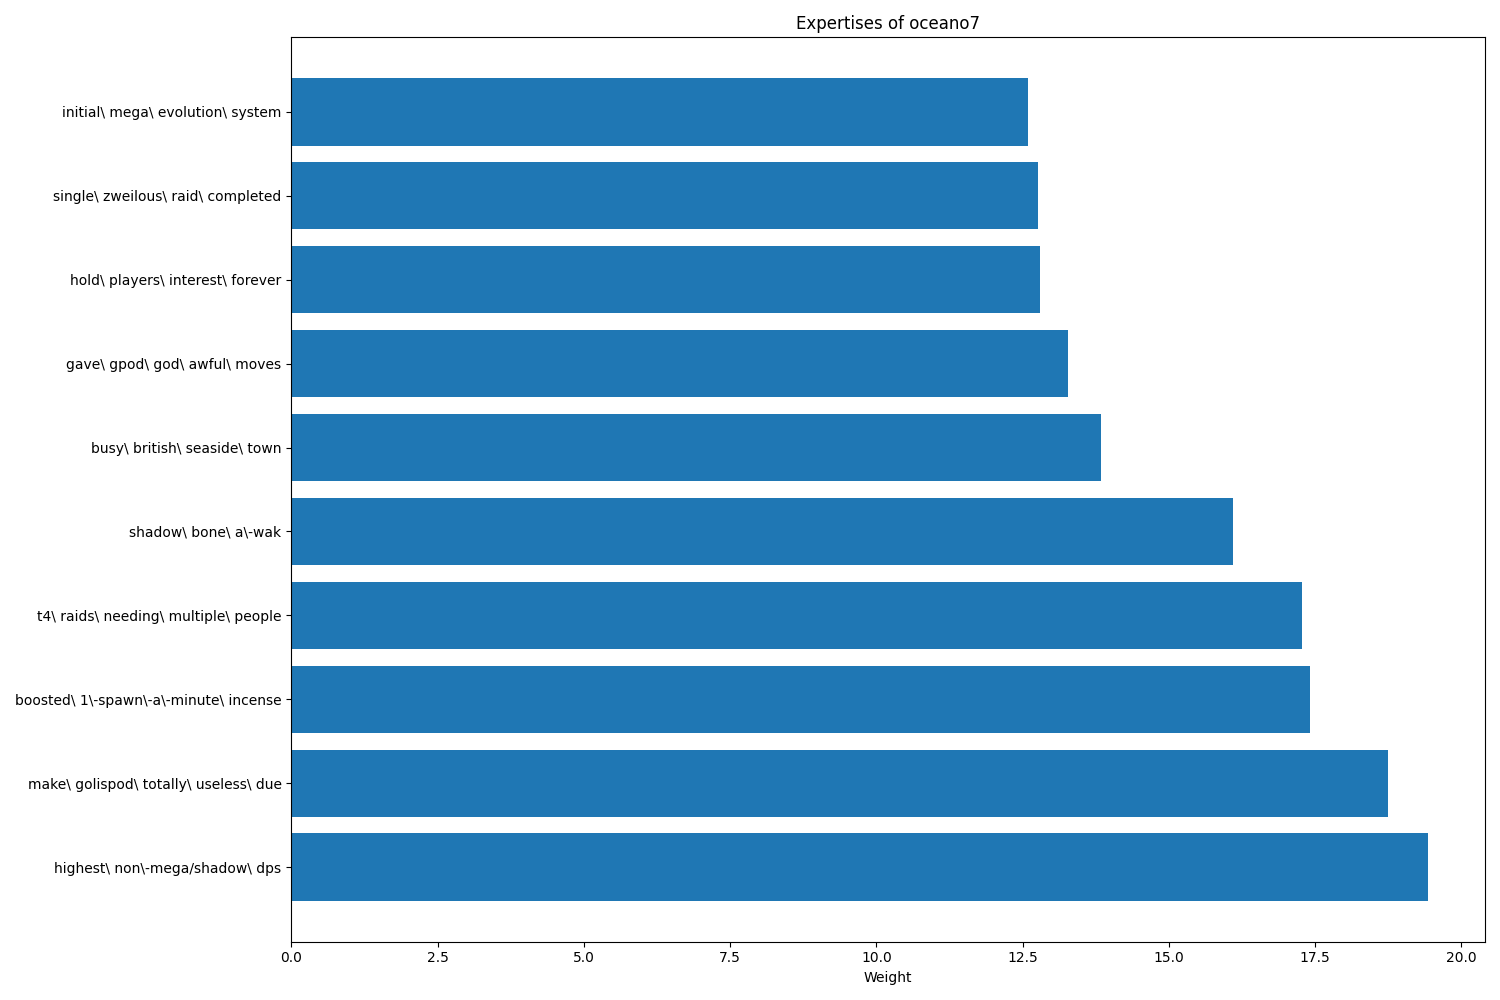 Expertises of oceano7
initial\ mega\ evolution\ system
single\ zweilous\ raid\ completed
hold\ players\ interest\ forever
gave\ gpod\ god\ awful\ moves
busy\ british\ seaside\ town
shadow\ bone\ a\-wak
t4\ raids\ needing\ multiple\ people
boosted\ 1\-spawn\-a\-minute\ incense
make\ golispod\ totally\ useless\ due
highest\ non\-mega/shadow\ dps
0.0 2.5 5.0 7.5 10.0 12.5 15.0 17.5 20.0
Weight